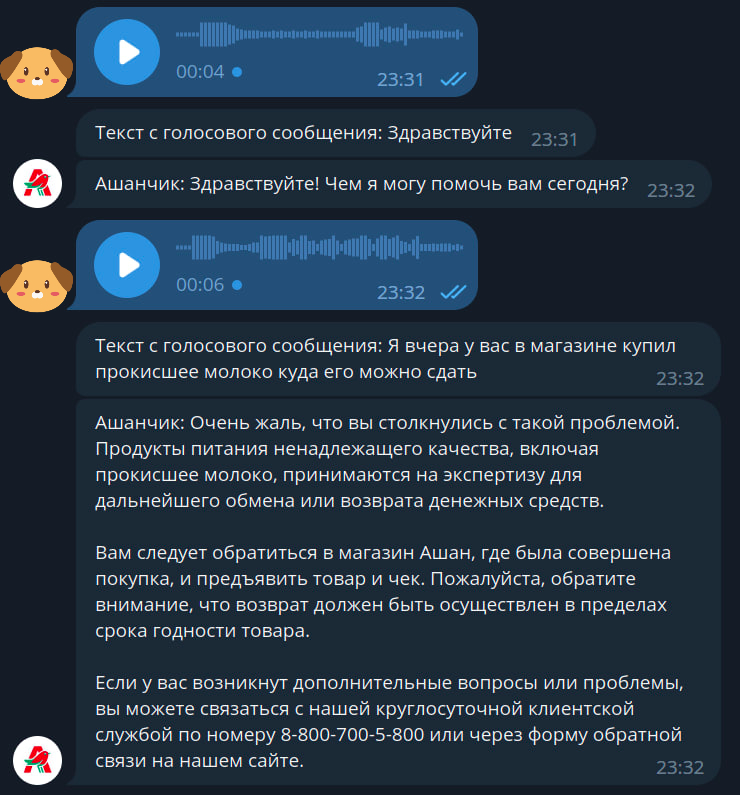 00:04
23:31
Текст с голосового сообщения: Здравствуйте
23:31
Ашанчик: Здравствуйте! Чем я могу помочь вам сегодня?
23:32
00:06
23:32
Текст с голосового сообщения: Я вчера у вас в магазине купил
прокисшее молоко куда его можно сдать
23:32
Ашанчик: Очень жаль, что вы столкнулись с такой проблемой.
Продукты питания ненадлежащего качества, включая
прокисшее молоко, принимаются на экспертизу для
дальнейшего обмена или возврата денежных средств.
Вам следует обратиться в магазин Ашан, где была совершена
покупка, и предъявить товар и чек. Пожалуйста, обратите
внимание, что возврат должен быть осуществлен в пределах
срока годности товара.
Если у вас возникнут дополнительные вопросы или проблемы,
вы можете связаться с нашей круглосуточной клиентской
службой по номеру 8-800-700-5-800 или через форму обратной
связи на нашем сайте.
23:32